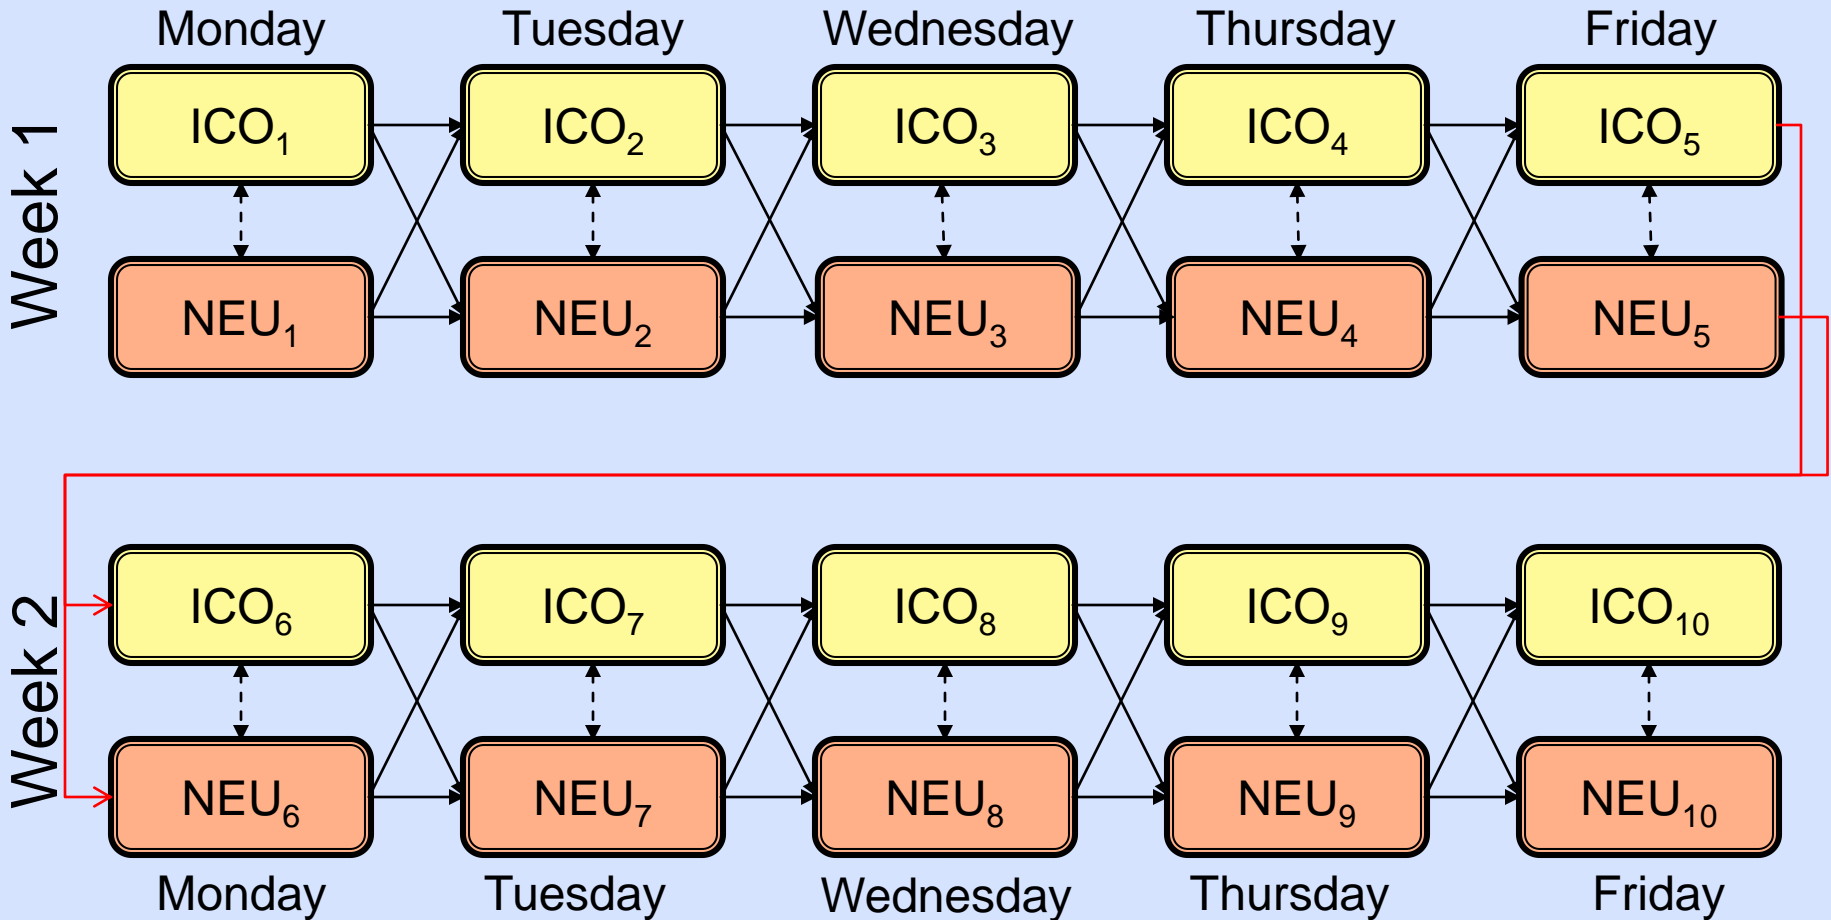 Monday Tuesday Wednesday Thursday Friday
Week 1
ICO₁ ICO₂ ICO₃ ICO₄ ICO₅
NEU₁ NEU₂ NEU₃ NEU₄ NEU₅
Week 2
ICO₆ ICO₇ ICO₈ ICO₉ ICO₁₀
NEU₆ NEU₇ NEU₈ NEU₉ NEU₁₀
Monday Tuesday Wednesday Thursday Friday